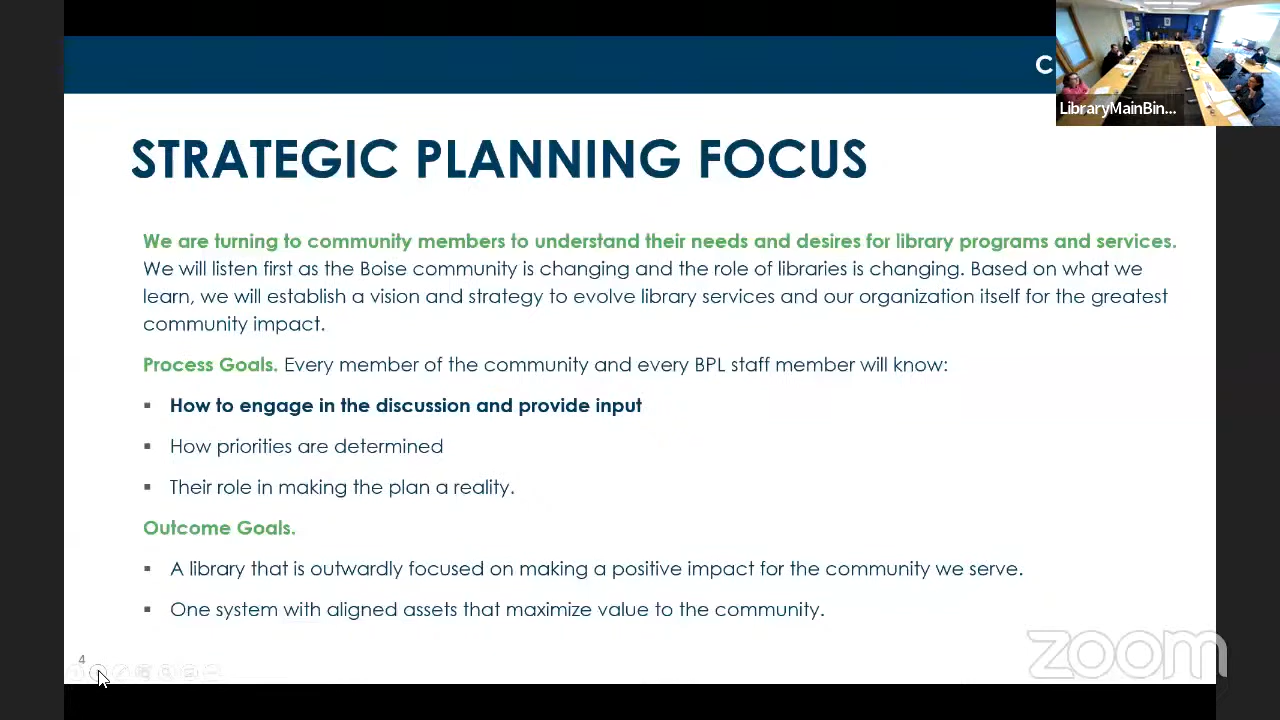 C
LibraryMainBin...
STRATEGIC PLANNING FOCUS
We are turning to community members to understand their needs and desires for library programs and services.
We will listen first as the Boise community is changing and the role of libraries is changing. Based on what we
learn, we will establish a vision and strategy to evolve library services and our organization itself for the greatest
community impact.
Process Goals. Every member of the community and every BPL staff member will know:
▪ How to engage in the discussion and provide input
▪ How priorities are determined
▪ Their role in making the plan a reality.
Outcome Goals.
▪ A library that is outwardly focused on making a positive impact for the community we serve.
▪ One system with aligned assets that maximize value to the community.
4
zoom